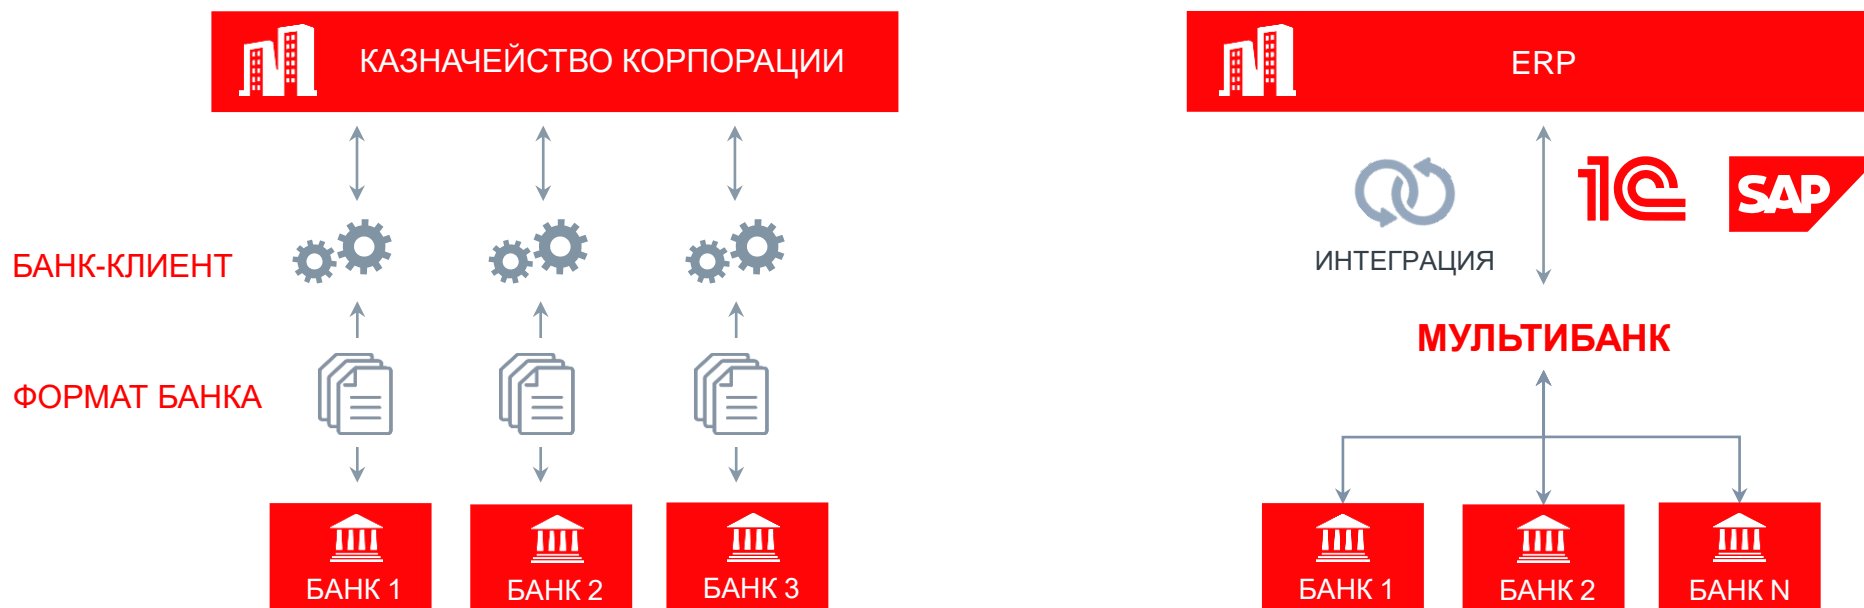 КАЗНАЧЕЙСТВО КОРПОРАЦИИ
БАНК-КЛИЕНТ
ФОРМАТ БАНКА
БАНК 1
БАНК 2
БАНК 3
ERP
1С
SAP
ИНТЕГРАЦИЯ
МУЛЬТИБАНК
БАНК 1
БАНК 2
БАНК N